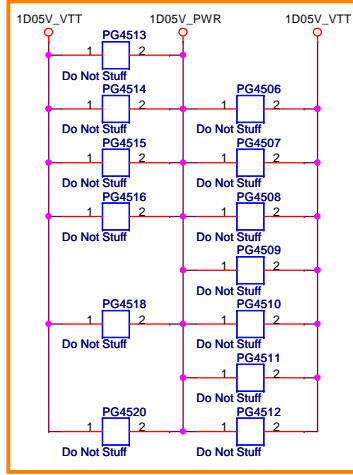 1D05V_VTT 1D05V_PWR 1D05V_VTT
PG4513
1 2
Do Not Stuff
PG4514 PG4506
1 2 1 2
Do Not Stuff Do Not Stuff
PG4515 PG4507
1 2 1 2
Do Not Stuff Do Not Stuff
PG4516 PG4508
1 2 1 2
Do Not Stuff Do Not Stuff
PG4509
1 2
Do Not Stuff
PG4518 PG4510
1 2 1 2
Do Not Stuff Do Not Stuff
PG4511
1 2
Do Not Stuff
PG4520 PG4512
1 2 1 2
Do Not Stuff Do Not Stuff